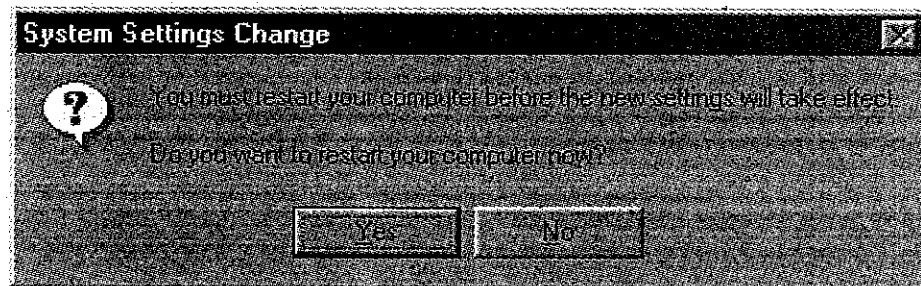 System Settings Change
You must restart your computer before the new settings will take effect.
Do you want to restart your computer now?
Yes
No